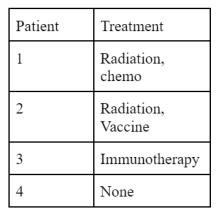 Patient Treatment
1 Radiation,
chemo
2 Radiation,
Vaccine
3 Immunotherapy
4 None